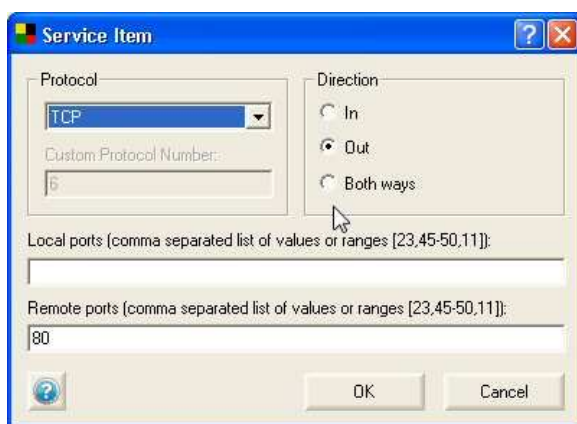 Service Item
Protocol
TCP
Custom Protocol Number:
6
Direction
In
Out
Both ways
Local ports (comma separated list of values or ranges [23,45-50,11]):
Remote ports (comma separated list of values or ranges [23,45-50,11]):
80
OK
Cancel